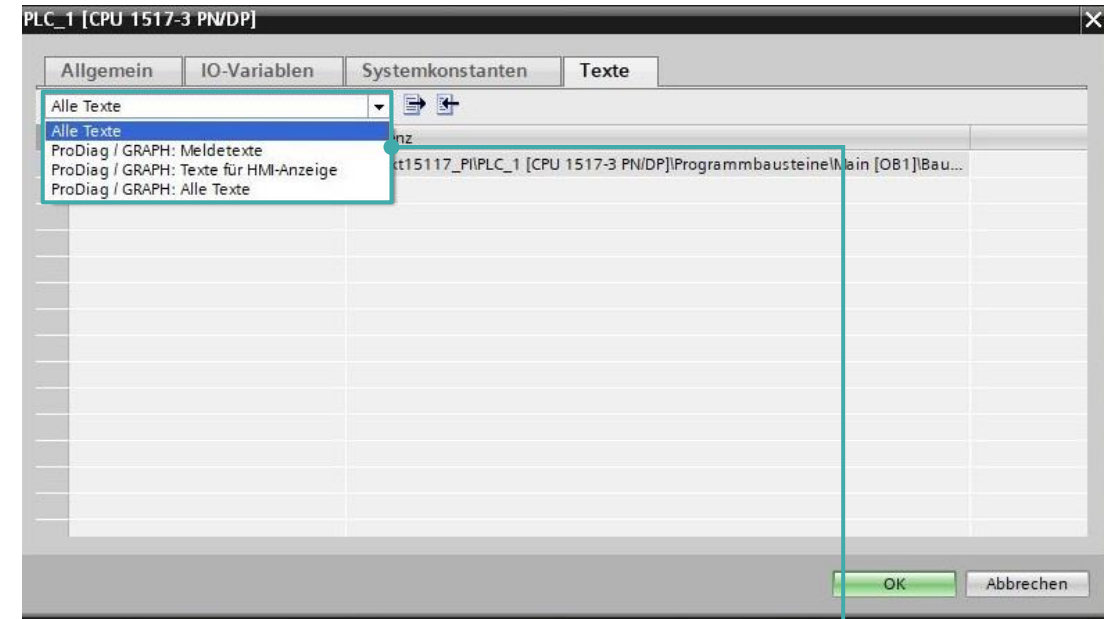 PLC_1 [CPU 1517-3 PN/DP]
Allgemein IO-Variablen Systemkonstanten Texte
Alle Texte
Alle Texte
ProDiag / GRAPH: Meldetexte
ProDiag / GRAPH: Texte für HMI-Anzeige
ProDiag / GRAPH: Alle Texte
nz
kt15117_PI\PLC_1 [CPU 1517-3 PN/DP]\Programmbausteine\Main [OB1]\Bau...
OK Abbrechen